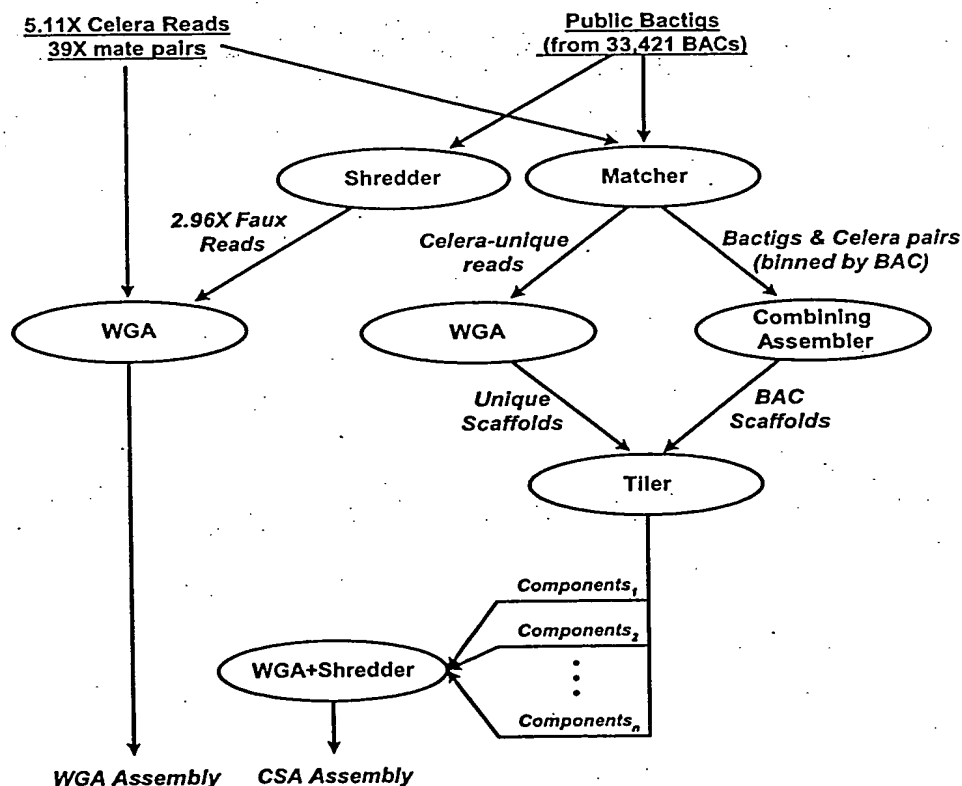 5.11X Celera Reads
39X mate pairs
Public Bactigs
(from 33,421 BACs)
Shredder
Matcher
2.96X Faux
Reads
Celera-unique
reads
Bactigs & Celera pairs
(binned by BAC)
WGA
WGA
Combining
Assembler
Unique
Scaffolds
BAC
Scaffolds
Tiler
Components1
Components2
WGA+Shredder
Componentsn
WGA Assembly
CSA Assembly